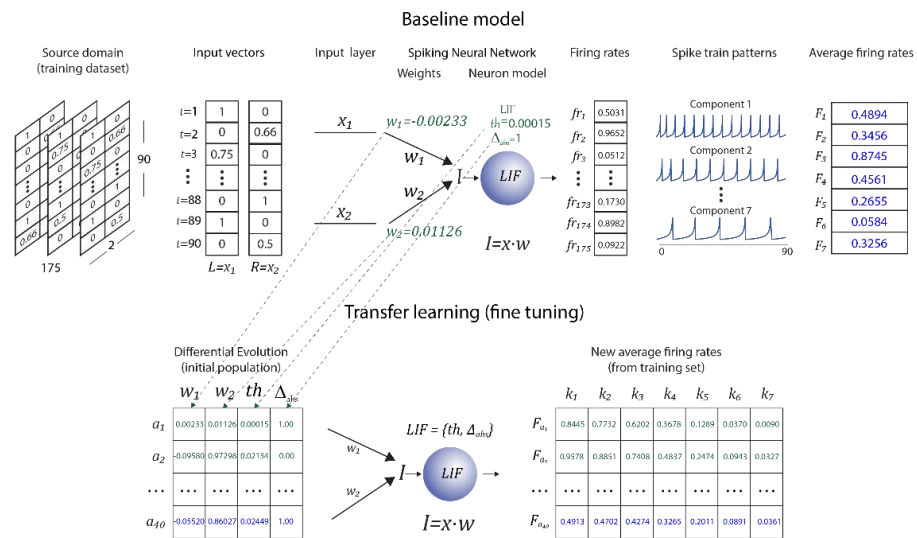 Baseline model
Source domain
(training dataset)
Input vectors
Input layer
Spiking Neural Network
Weights
Neuron model
Firing rates
Spike train patterns
Average firing rates
90
2
175
t=1 1 0
t=2 0 0.66
t=3 0.75 0
t=88 0 1
t=89 1 0
t=90 0 0.5
L=x1 R=x2
x1
x2
w1=-0.00233
w1
w2
w2=0.01126
LIF
th=0.00015
Δabs=1
I
LIF
I=x·w
fr1 0.5031
fr2 0.9652
fr3 0.0512
fr173 0.1730
fr174 0.8982
fr175 0.0922
Component 1
Component 2
Component 7
0 90
F1 0.4894
F2 0.3456
F3 0.8745
F4 0.4561
F5 0.2655
F6 0.0584
F7 0.3256
Transfer learning (fine tuning)
Differential Evolution
(initial population)
w1 w2 th Δabs
a1 0.00233 0.01126 0.00015 1.00
a2 -0.09580 0.97298 0.02134 0.00
... ... ... ... ...
a40 -0.05520 0.86027 0.02449 1.00
w1
w2
LIF = {th, Δabs}
I
LIF
I=x·w
New average firing rates
(from training set)
k1 k2 k3 k4 k5 k6 k7
Fa1 0.8445 0.7732 0.6202 0.3678 0.1289 0.0370 0.0090
0.9578 0.8851 0.7408 0.4837 0.2474 0.0943 0.0327
... ... ... ... ... ... ... ...
Fa40 0.4913 0.4702 0.4274 0.3265 0.2011 0.0891 0.0361